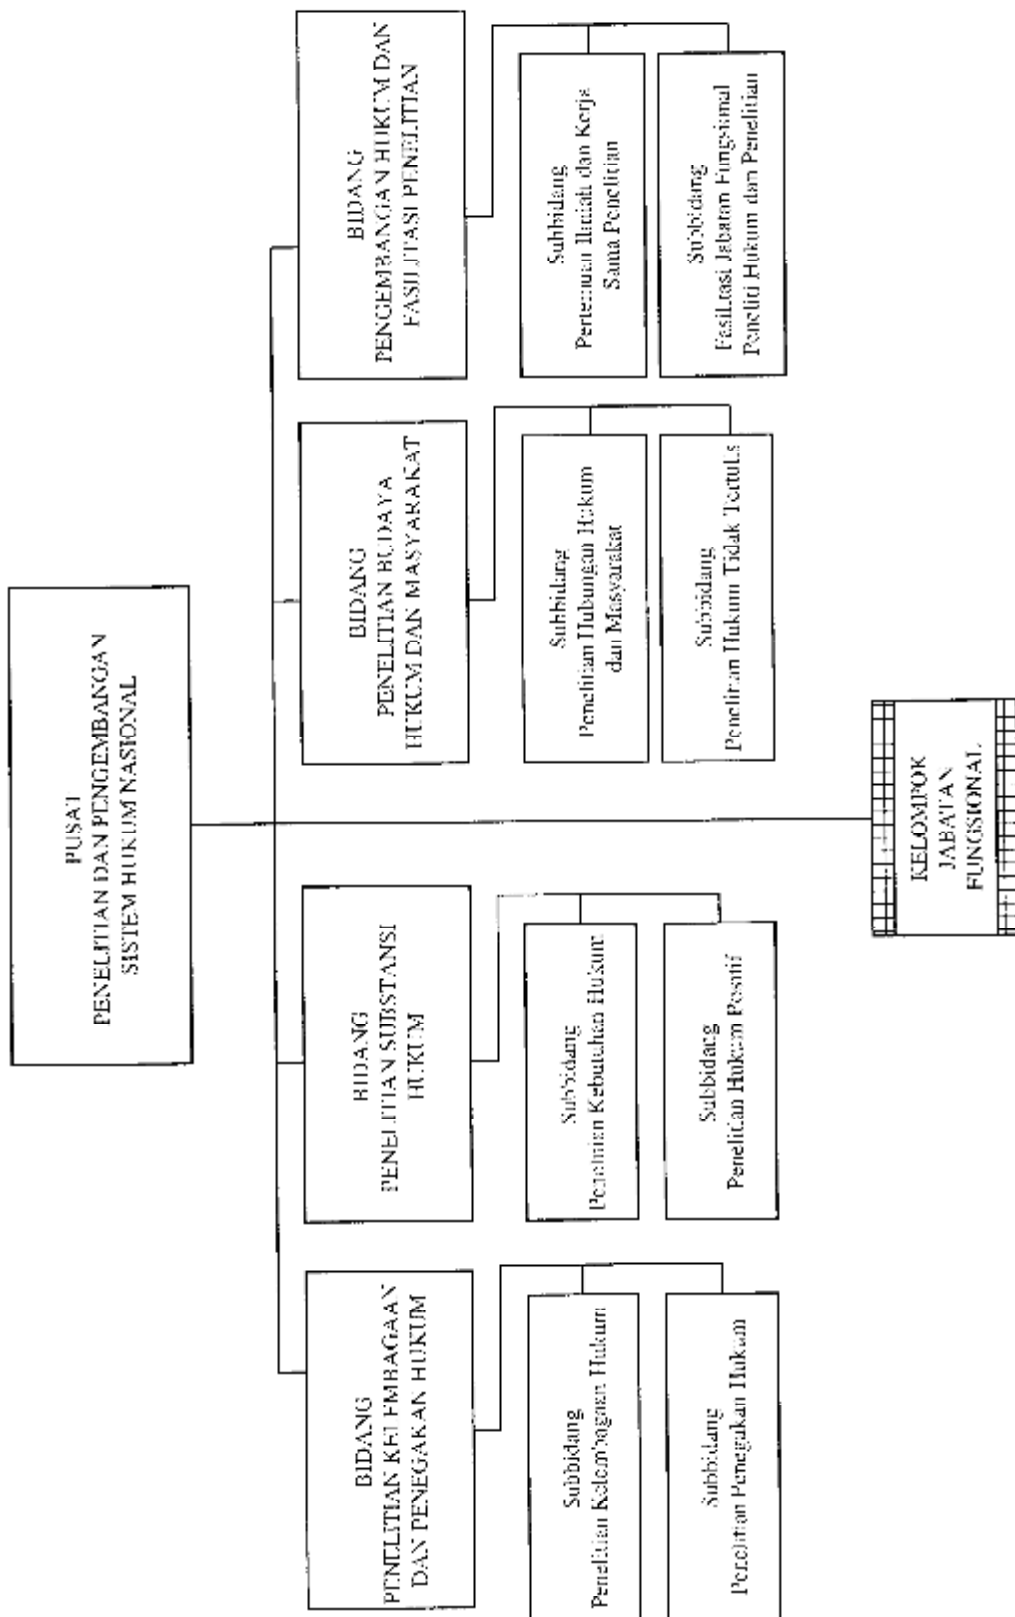 PUSAT
PENELITIAN DAN PENGEMBANGAN
SISTEM HUKUM NASIONAL
BIDANG
PENELITIAN KELEMBAGAAN
DAN PENEGAKAN HUKUM
Subbidang
Penelitian Kelembagaan Hukum
Subbidang
Penelitian Penegakan Hukum
BIDANG
PENELITIAN SUBSTANSI
HUKUM
Subbidang
Penelitian Kebutuhan Hukum
Subbidang
Penelitian Hukum Positif
BIDANG
PENELITIAN BUDAYA
HUKUM DAN MASYARAKAT
Subbidang
Penelitian Hubungan Hukum
dan Masyarakat
Subbidang
Penelitian Hukum Tidak Tertulis
BIDANG
PENGEMBANGAN HUKUM DAN
FASILITASI PENELITIAN
Subbidang
Pertemuan Ilmiah dan Kerja
Sama Penelitian
Subbidang
Fasilitasi Jabatan Fungsional
Peneliti Hukum dan Penelitian
KELOMPOK
JABATAN
FUNGSIONAL